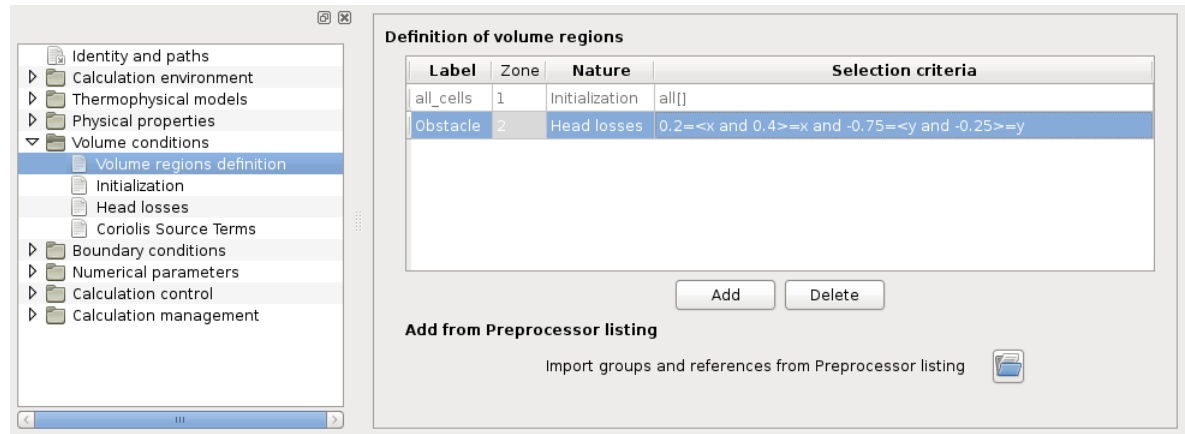 Identity and paths
Calculation environment
Thermophysical models
Physical properties
Volume conditions
Volume regions definition
Initialization
Head losses
Coriolis Source Terms
Boundary conditions
Numerical parameters
Calculation control
Calculation management
Definition of volume regions
Label Zone Nature Selection criteria
all_cells 1 Initialization all[]
Obstacle 2 Head losses 0.2=<x and 0.4>=x and -0.75=<y and -0.25>=y
Add Delete
Add from Preprocessor listing
Import groups and references from Preprocessor listing